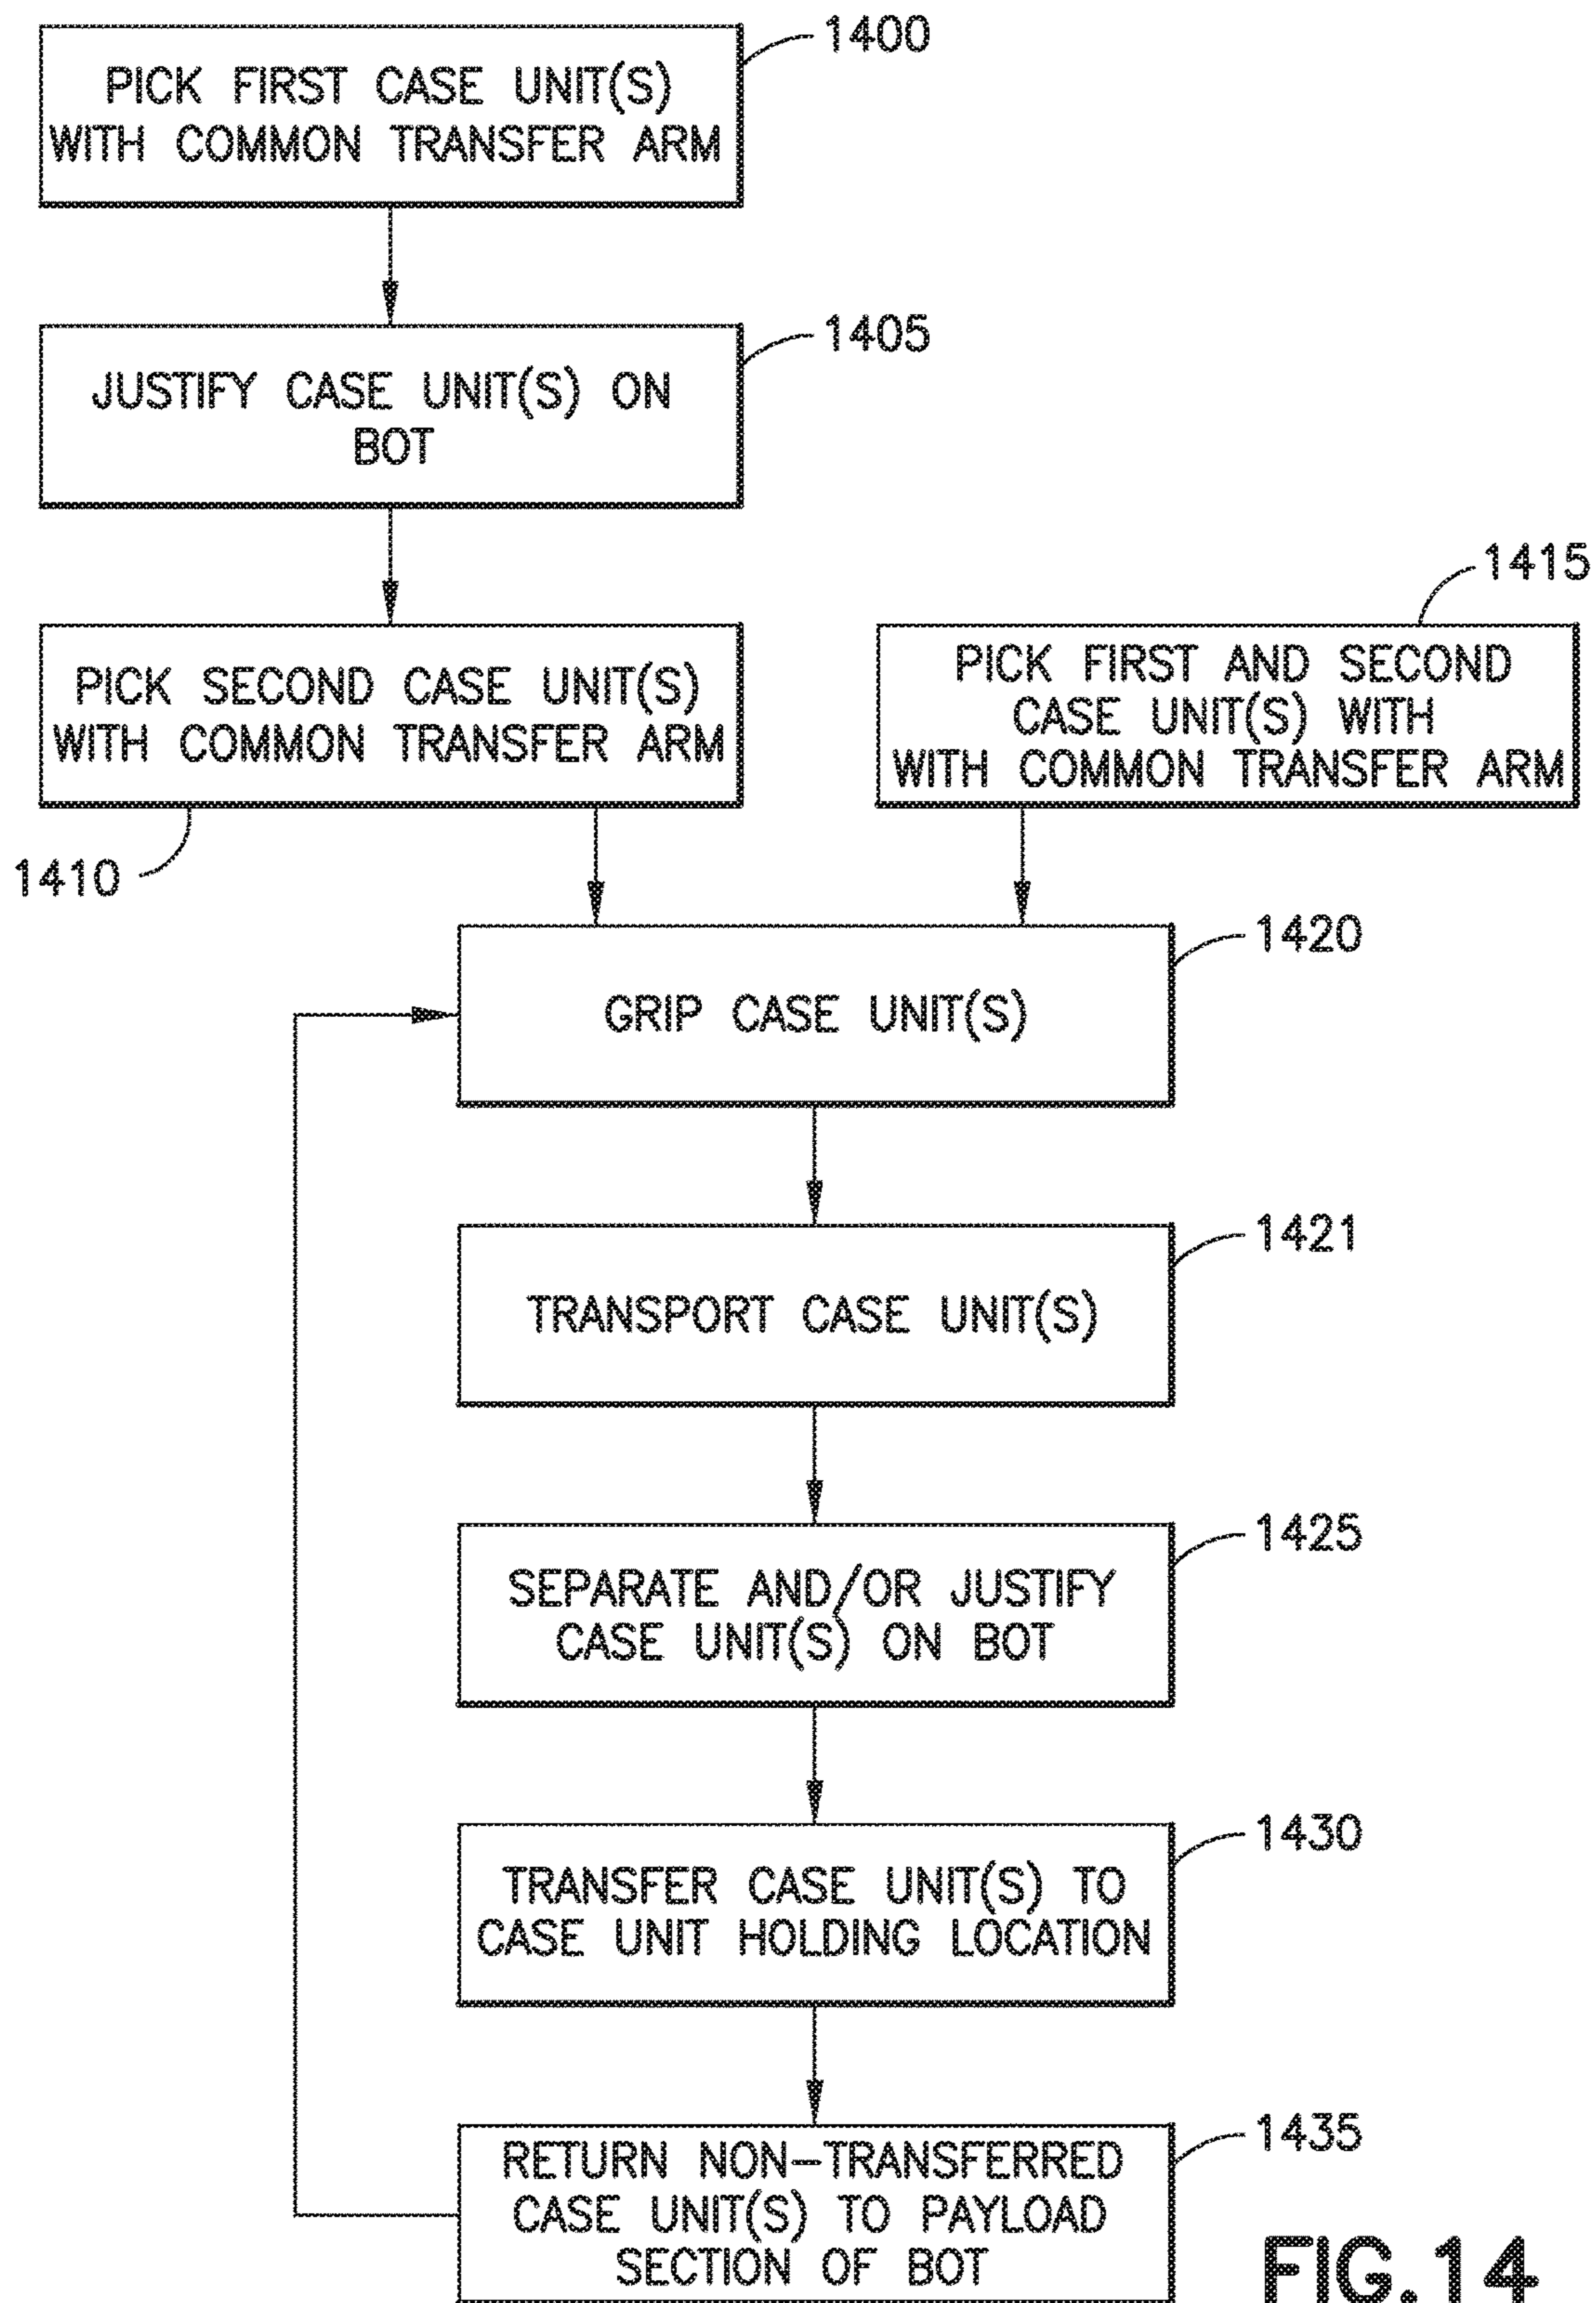 1400
PICK FIRST CASE UNIT(S)
WITH COMMON TRANSFER ARM
1405
JUSTIFY CASE UNIT(S) ON
BOT
1415
PICK SECOND CASE UNIT(S)
WITH COMMON TRANSFER ARM
1410
PICK FIRST AND SECOND
CASE UNIT(S) WITH
WITH COMMON TRANSFER ARM
1420
GRIP CASE UNIT(S)
1421
TRANSPORT CASE UNIT(S)
1425
SEPARATE AND/OR JUSTIFY
CASE UNIT(S) ON BOT
1430
TRANSFER CASE UNIT(S) TO
CASE UNIT HOLDING LOCATION
1435
RETURN NON-TRANSFERRED
CASE UNIT(S) TO PAYLOAD
SECTION OF BOT
FIG.14